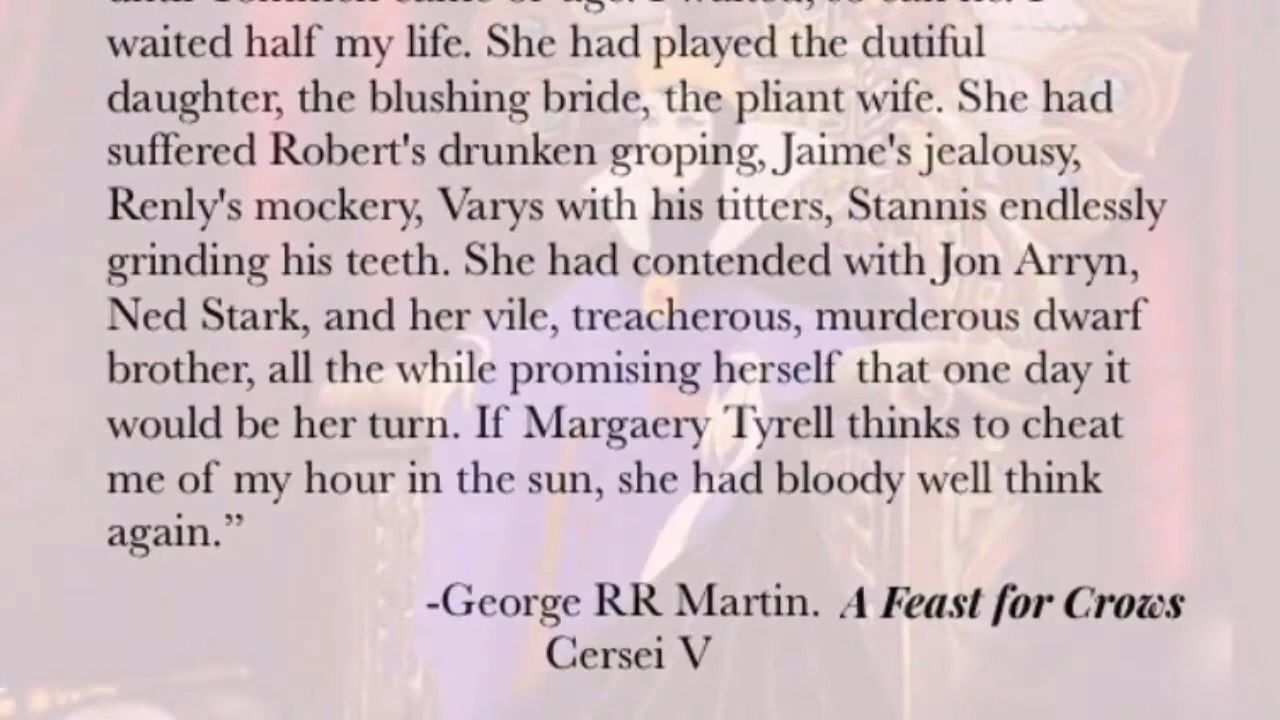 waited half my life. She had played the dutiful
daughter, the blushing bride, the pliant wife. She had
suffered Robert's drunken groping, Jaime's jealousy,
Renly's mockery, Varys with his titters, Stannis endlessly
grinding his teeth. She had contended with Jon Arryn,
Ned Stark, and her vile, treacherous, murderous dwarf
brother, all the while promising herself that one day it
would be her turn. If Margaery Tyrell thinks to cheat
me of my hour in the sun, she had bloody well think
again.”
-George RR Martin. A Feast for Crows
Cersei V